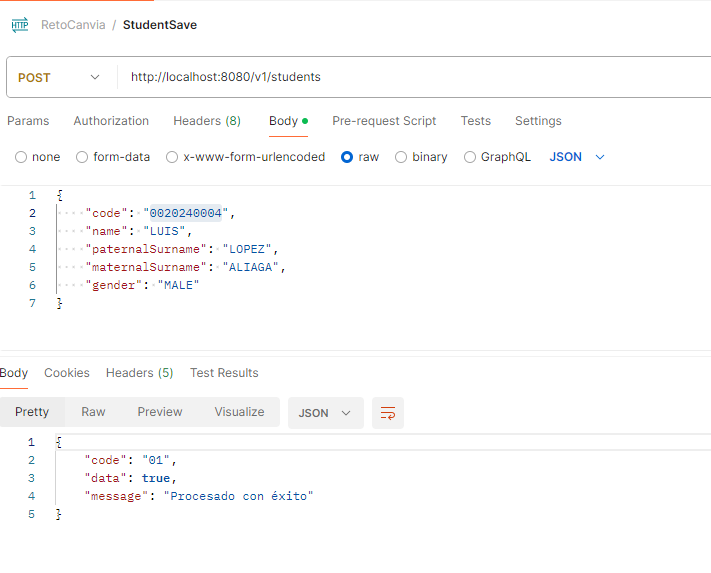 HTTP RetoCanvia / StudentSave
POST http://localhost:8080/v1/students
Params Authorization Headers (8) Body Pre-request Script Tests Settings
none form-data x-www-form-urlencoded raw binary GraphQL JSON
1 {
2 "code": "0020240004",
3 "name": "LUIS",
4 "paternalSurname": "LOPEZ",
5 "maternalSurname": "ALIAGA",
6 "gender": "MALE"
7 }
Body Cookies Headers (5) Test Results
Pretty Raw Preview Visualize JSON
1 {
2 "code": "01",
3 "data": true,
4 "message": "Procesado con éxito"
5 }